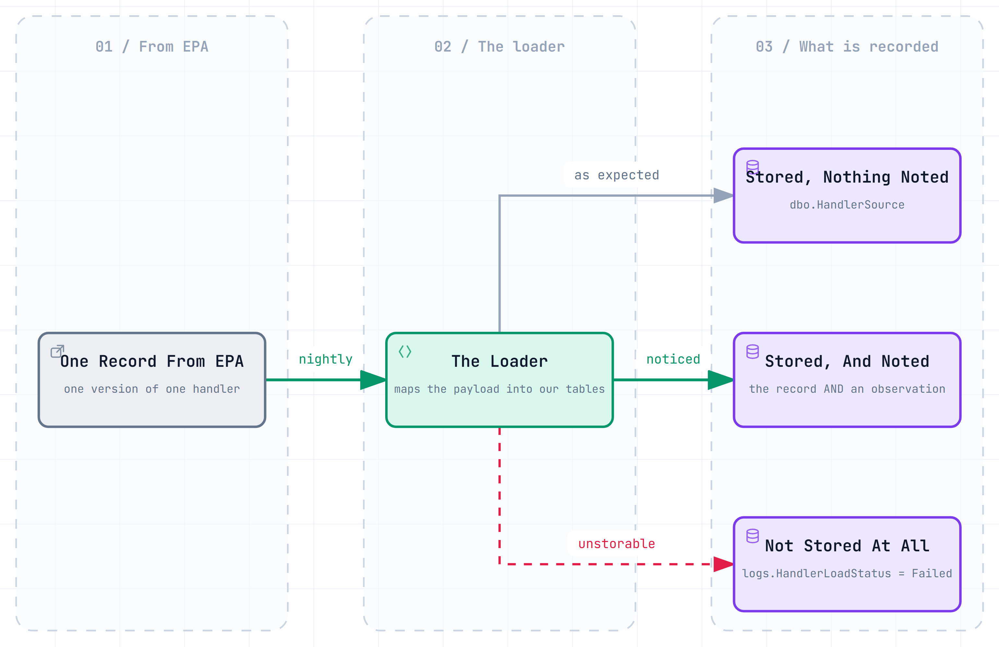 01 / From EPA
02 / The loader
03 / What is recorded
as expected
Stored, Nothing Noted
dbo.HandlerSource
One Record From EPA
one version of one handler
nightly
The Loader
maps the payload into our tables
noticed
Stored, And Noted
the record AND an observation
unstorable
Not Stored At All
logs.HandlerLoadStatus = Failed